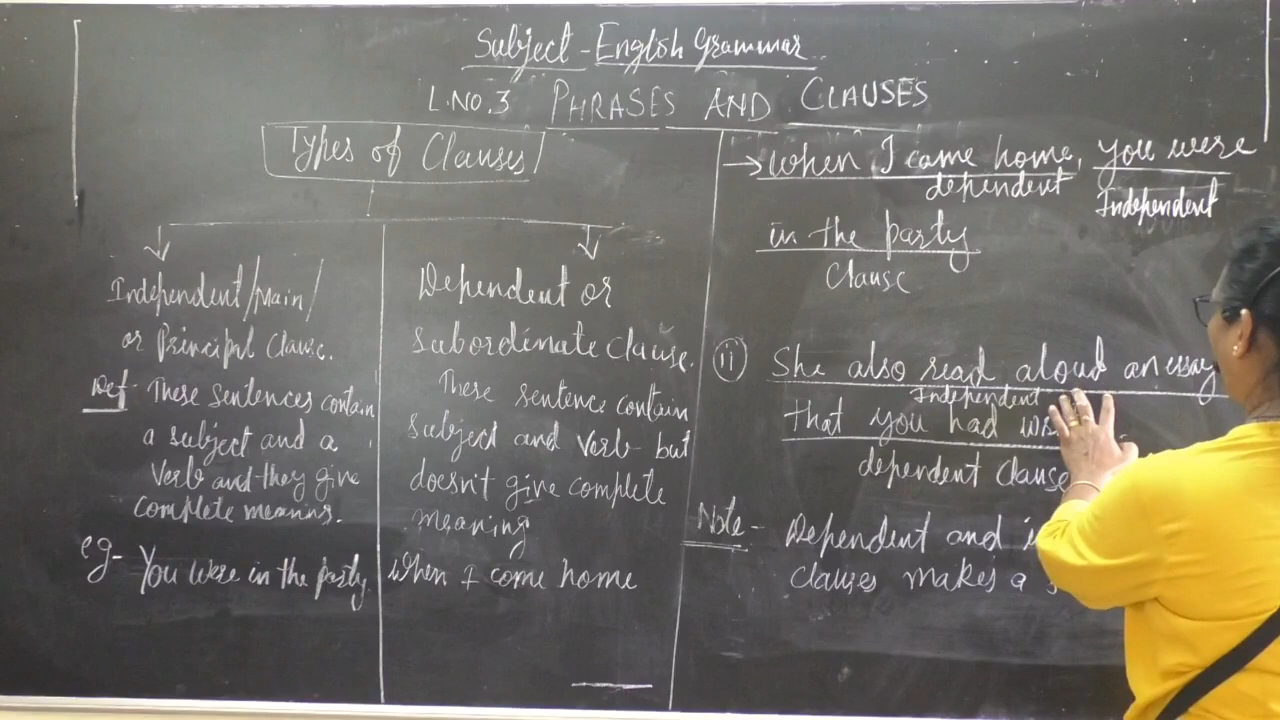 Subject - English Grammar
L.NO.3 PHRASES AND CLAUSES
Types of Clauses
Independent/Main/
or Principal Clause.
Def - These sentences contain
a subject and a
verb and they give
complete meaning.
eg - You were in the party
Dependent or
subordinate clause.
These sentence contain
subject and verb but
doesn't give complete
meaning
when I come home
→ when I came home, you were
dependent Independent
in the party
Clause
(ii) She also read aloud an essay
Independent
that you had
dependent clause
Note - Dependent and
clauses makes a